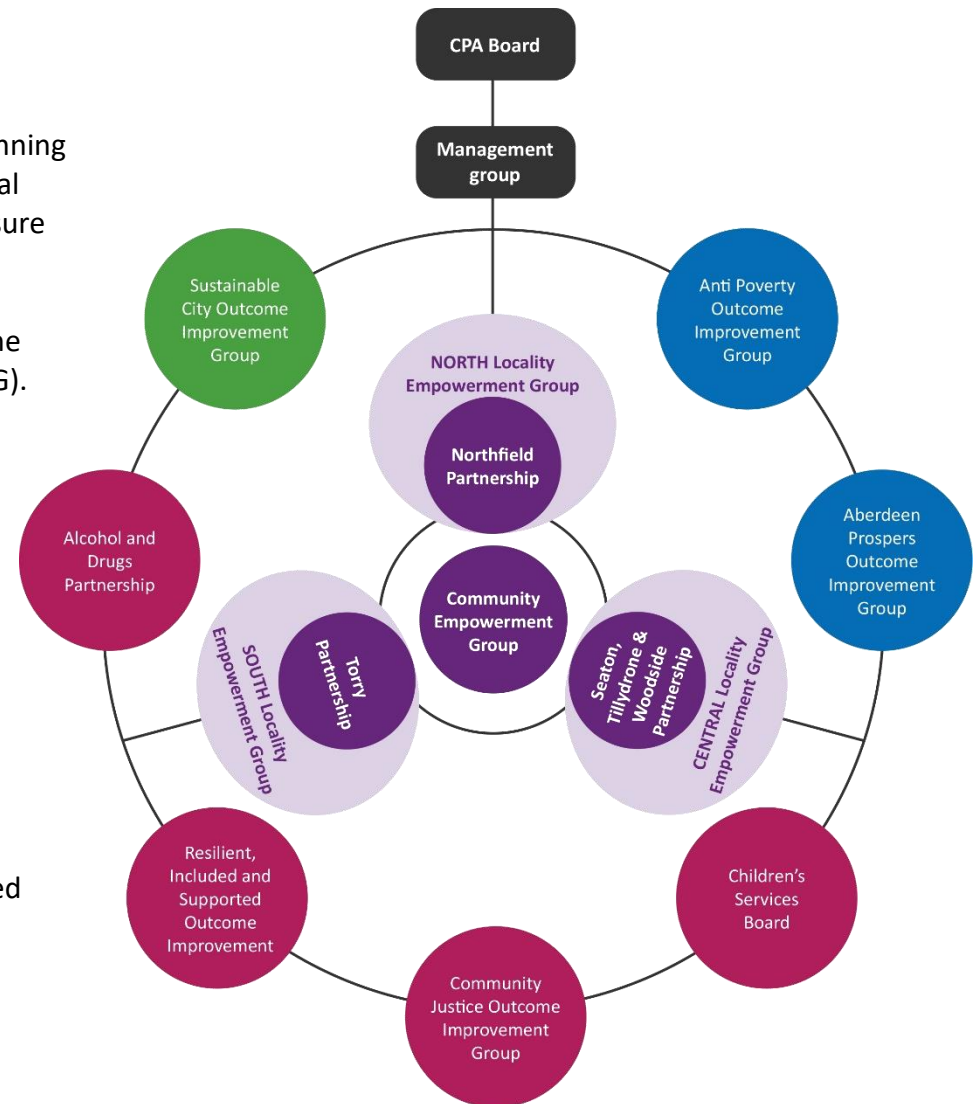 CPA Board
Management
group
nning
al
sure
ne
G).
ed
Sustainable
City Outcome
Improvement
Group
Anti Poverty
Outcome
Improvement
Group
NORTH Locality
Empowerment Group
Northfield
Partnership
Alcohol and
Drugs
Partnership
Aberdeen
Prospers
Outcome
Improvement
Group
Community
Empowerment
Group
SOUTH Locality
Empowerment Group
Torry
Partnership
Seaton,
Tillydrone &
Woodside
Partnership
CENTRAL Locality
Empowerment Group
Resilient,
Included and
Supported
Outcome
Improvement
Children’s
Services
Board
Community
Justice Outcome
Improvement
Group